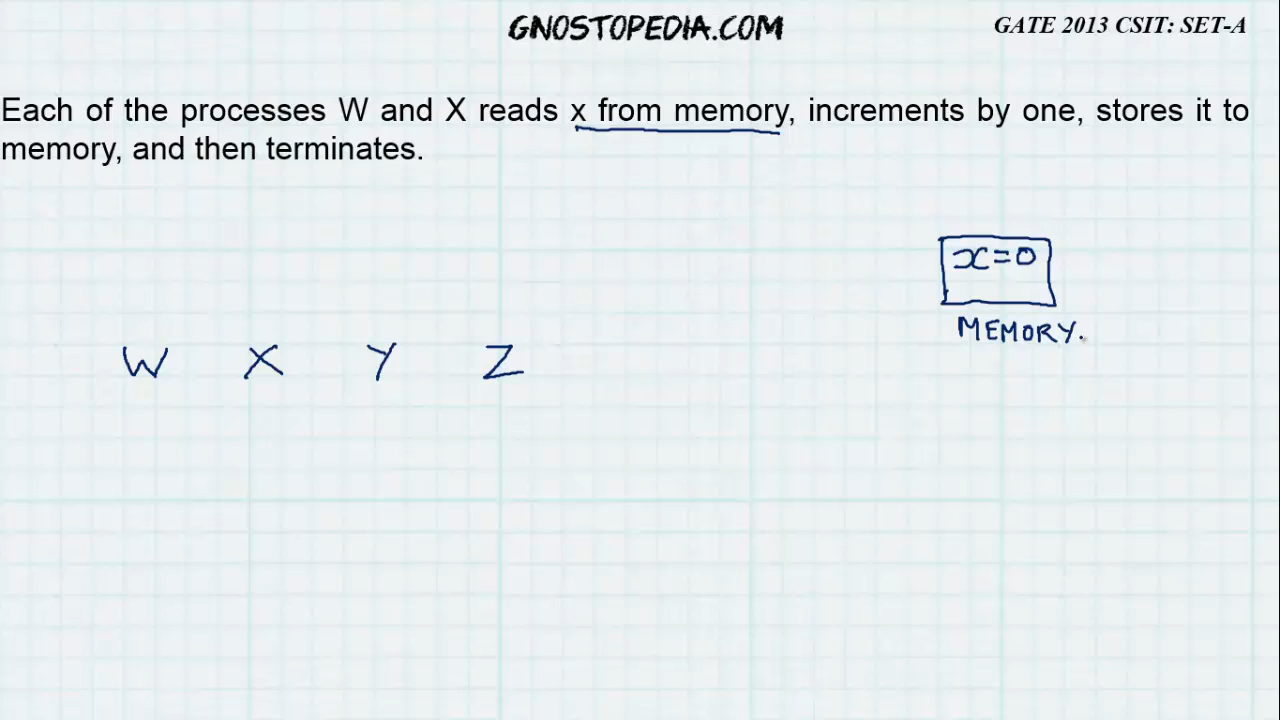 GNOSTOPEDIA.COM
GATE 2013 CSIT: SET-A
Each of the processes W and X reads x from memory, increments by one, stores it to
memory, and then terminates.
x=0
MEMORY.
W X Y Z